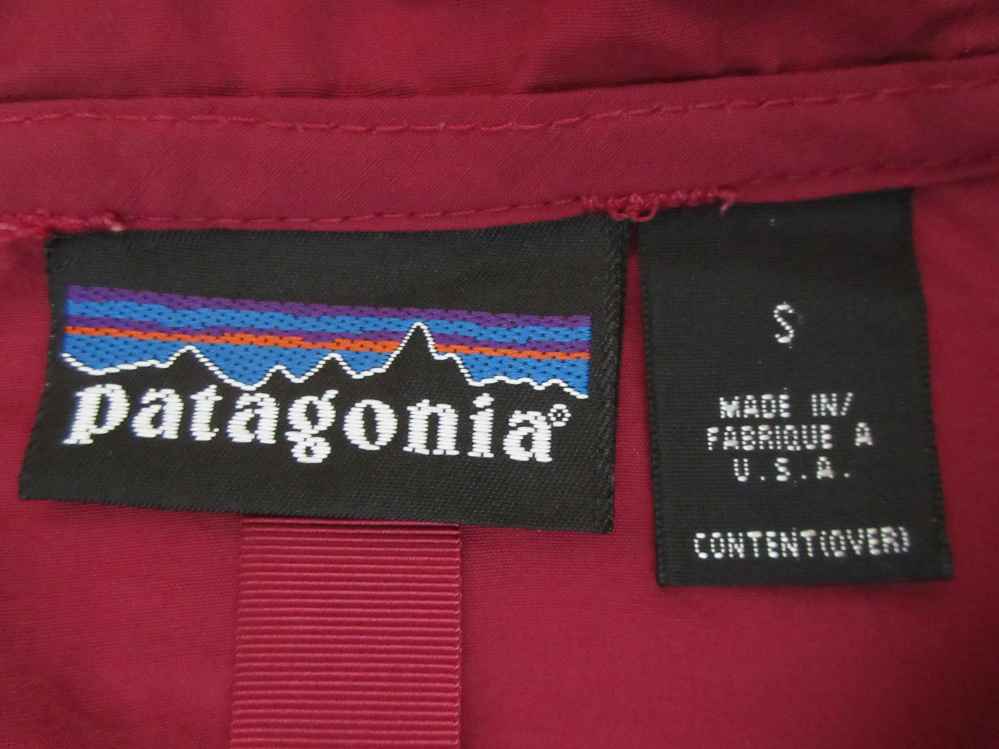 patagonia®
S
MADE IN/
FABRIQUE A
U.S.A.
CONTENT(OVER)